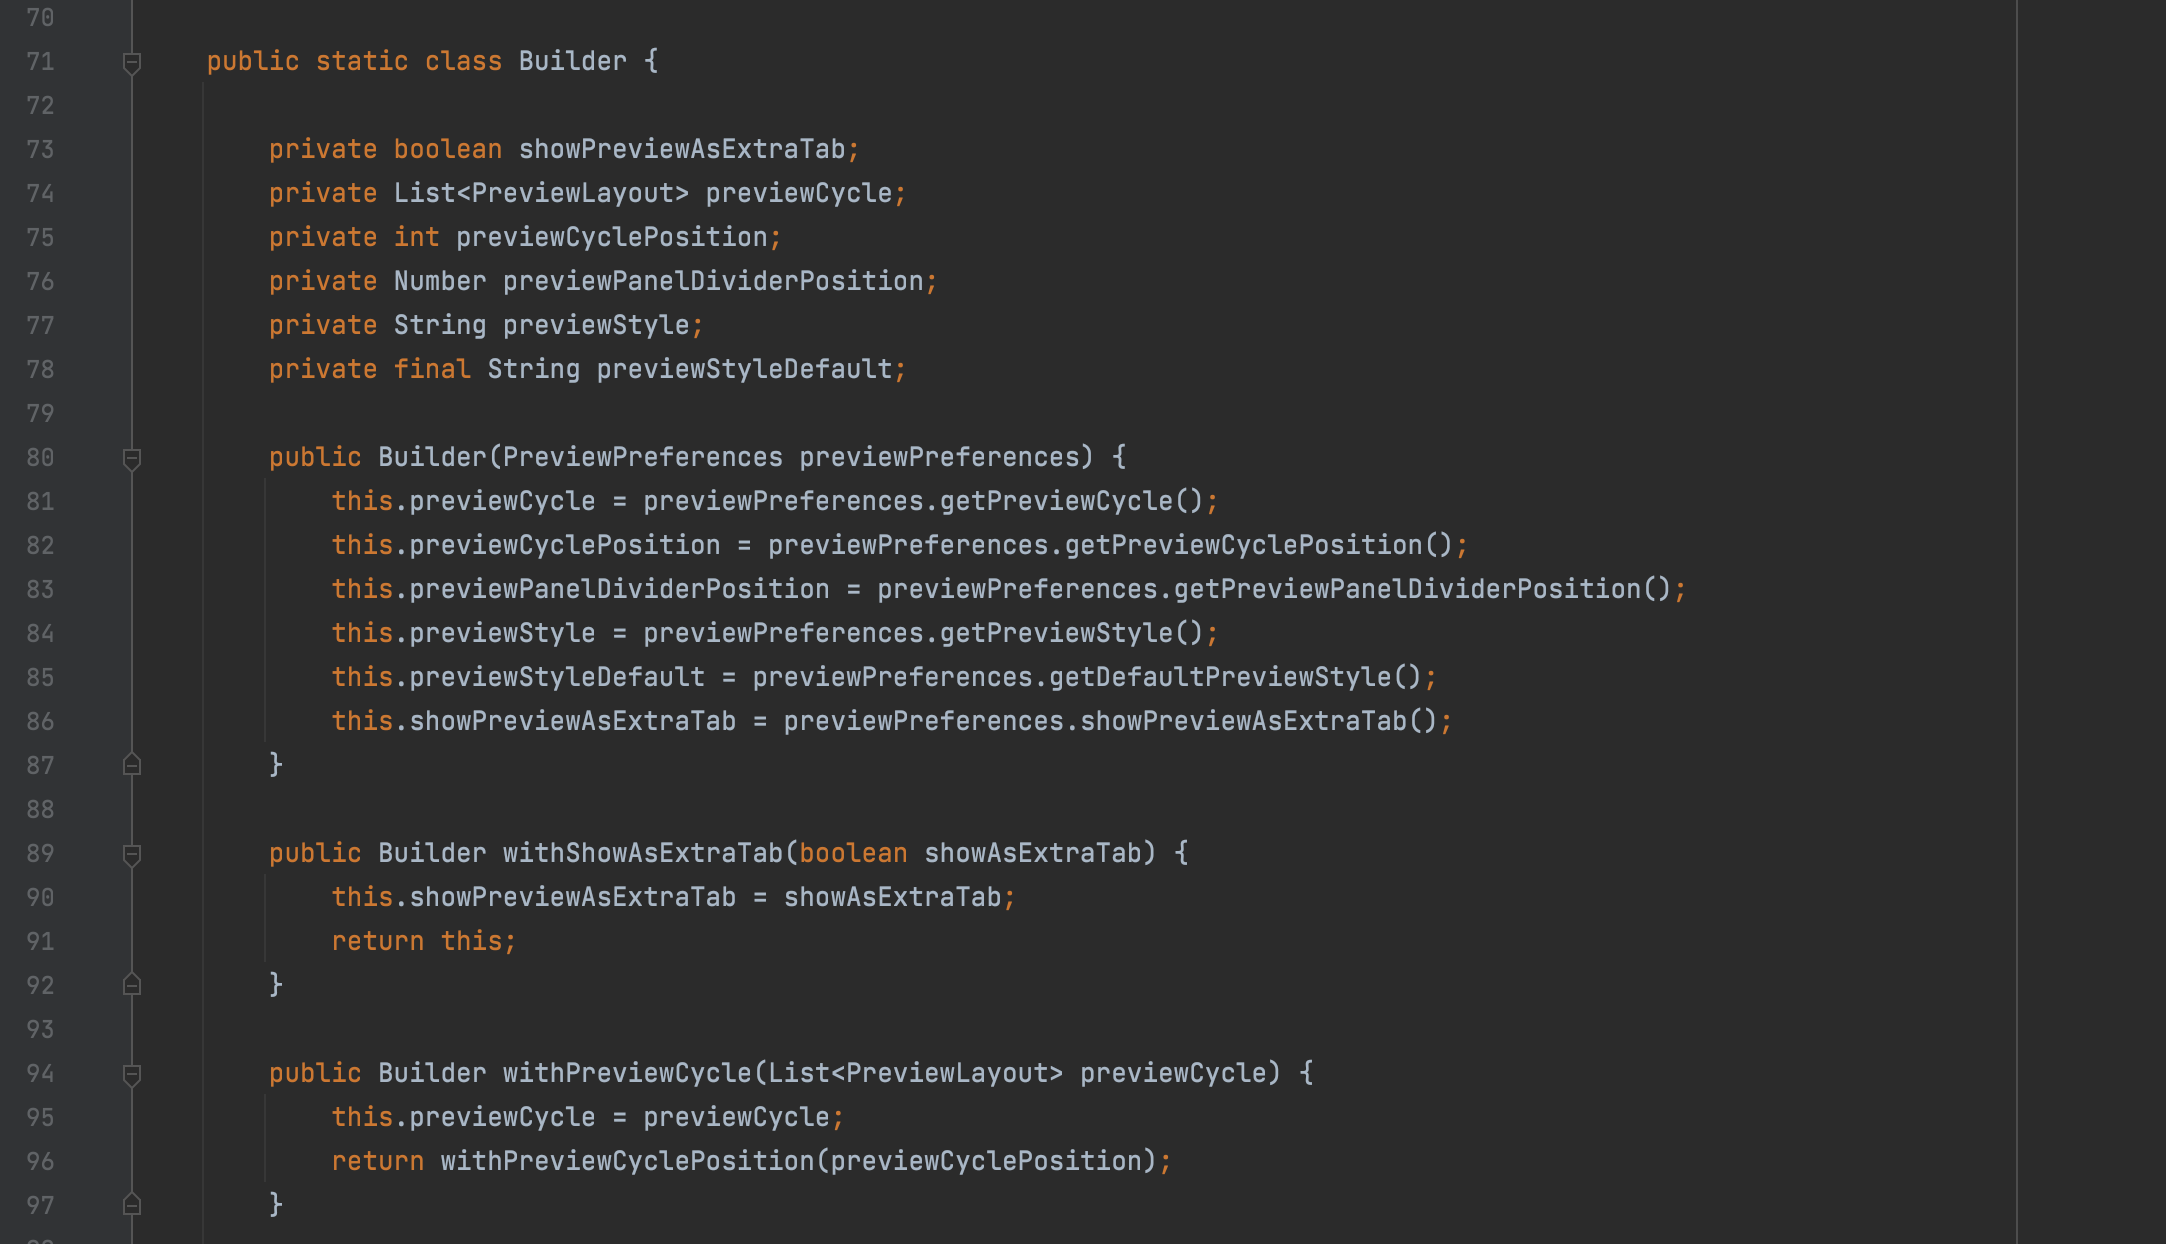 70
71 public static class Builder {
72
73 private boolean showPreviewAsExtraTab;
74 private List<PreviewLayout> previewCycle;
75 private int previewCyclePosition;
76 private Number previewPanelDividerPosition;
77 private String previewStyle;
78 private final String previewStyleDefault;
79
80 public Builder(PreviewPreferences previewPreferences) {
81 this.previewCycle = previewPreferences.getPreviewCycle();
82 this.previewCyclePosition = previewPreferences.getPreviewCyclePosition();
83 this.previewPanelDividerPosition = previewPreferences.getPreviewPanelDividerPosition();
84 this.previewStyle = previewPreferences.getPreviewStyle();
85 this.previewStyleDefault = previewPreferences.getDefaultPreviewStyle();
86 this.showPreviewAsExtraTab = previewPreferences.showPreviewAsExtraTab();
87 }
88
89 public Builder withShowAsExtraTab(boolean showAsExtraTab) {
90 this.showPreviewAsExtraTab = showAsExtraTab;
91 return this;
92 }
93
94 public Builder withPreviewCycle(List<PreviewLayout> previewCycle) {
95 this.previewCycle = previewCycle;
96 return withPreviewCyclePosition(previewCyclePosition);
97 }